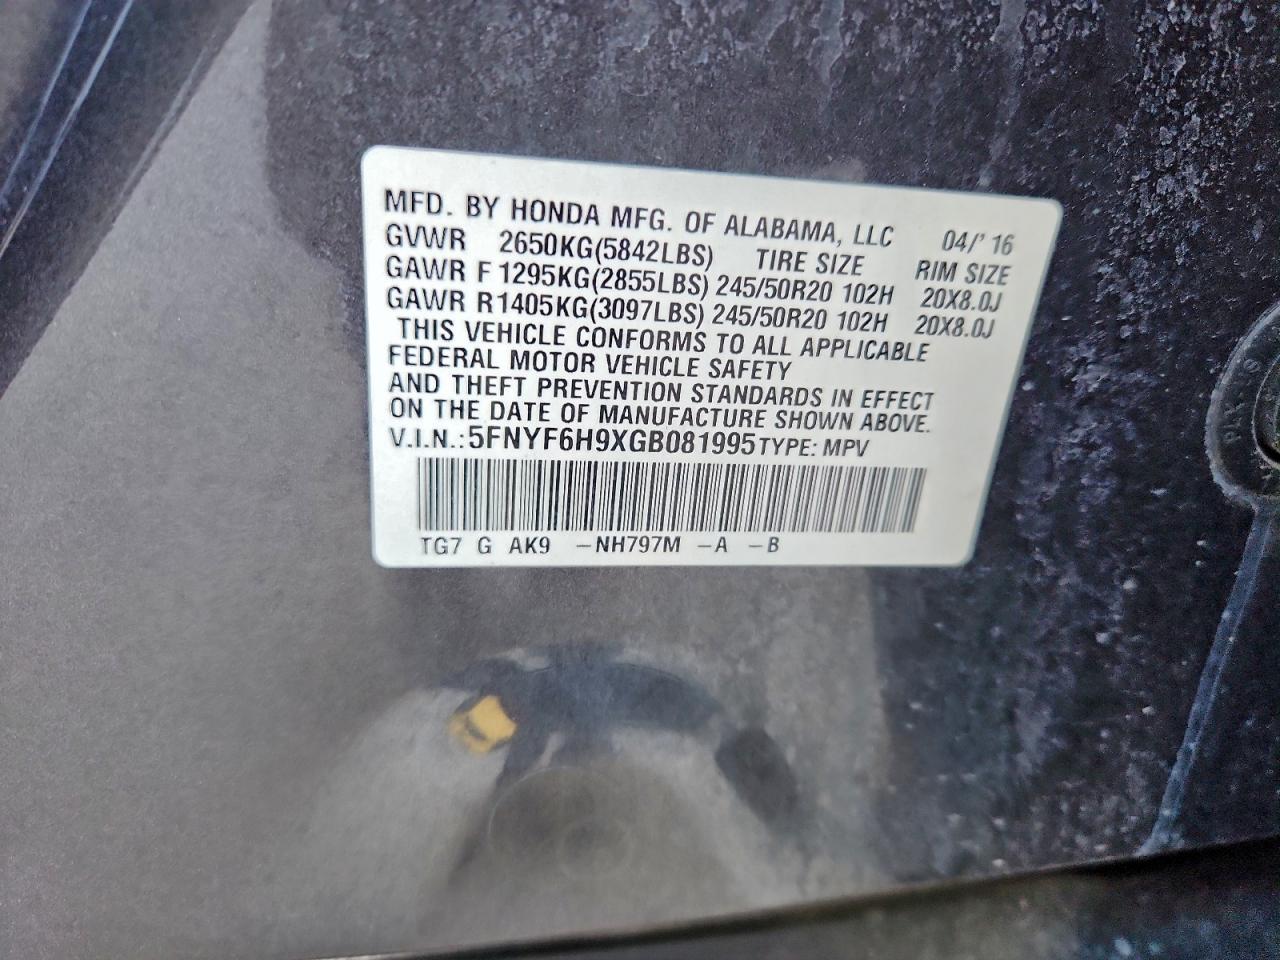 MFD. BY HONDA MFG. OF ALABAMA, LLC 04/'16
GVWR 2650KG(5842LBS) TIRE SIZE RIM SIZE
GAWR F 1295KG(2855LBS) 245/50R20 102H 20X8.0J
GAWR R1405KG(3097LBS) 245/50R20 102H 20X8.0J
THIS VEHICLE CONFORMS TO ALL APPLICABLE
FEDERAL MOTOR VEHICLE SAFETY
AND THEFT PREVENTION STANDARDS IN EFFECT
ON THE DATE OF MANUFACTURE SHOWN ABOVE.
V.I.N.:5FNYF6H9XGB081995 TYPE: MPV
TG7 G AK9 -NH797M -A -B